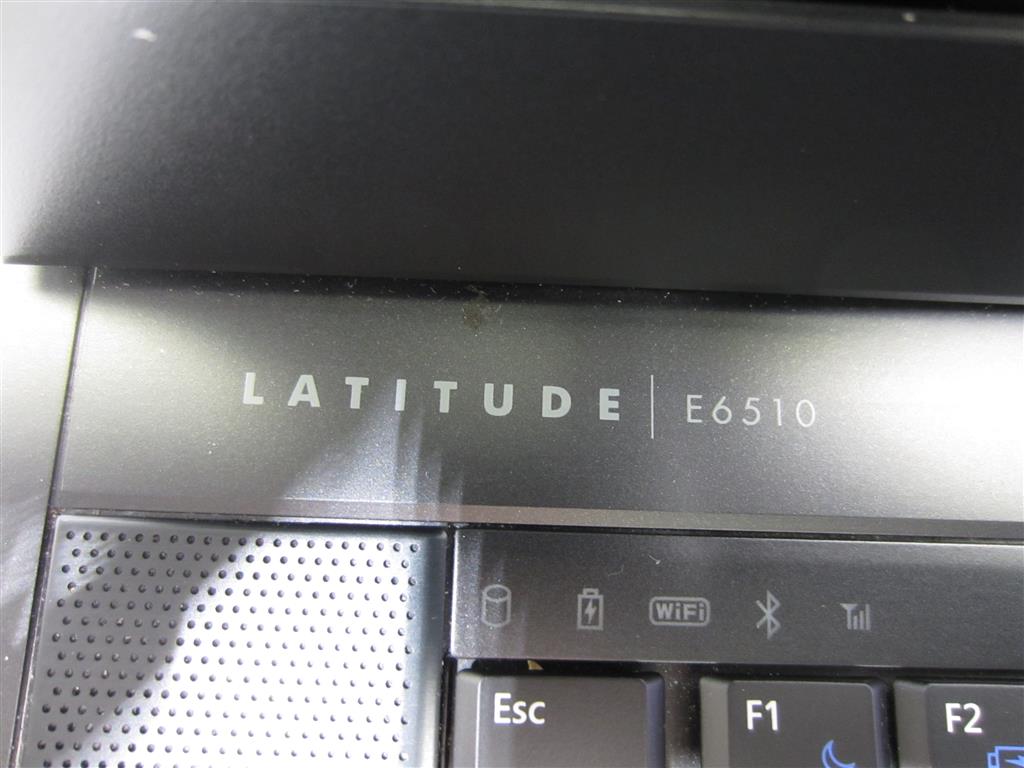 LATITUDE | E6510
WiFi
Esc F1 F2